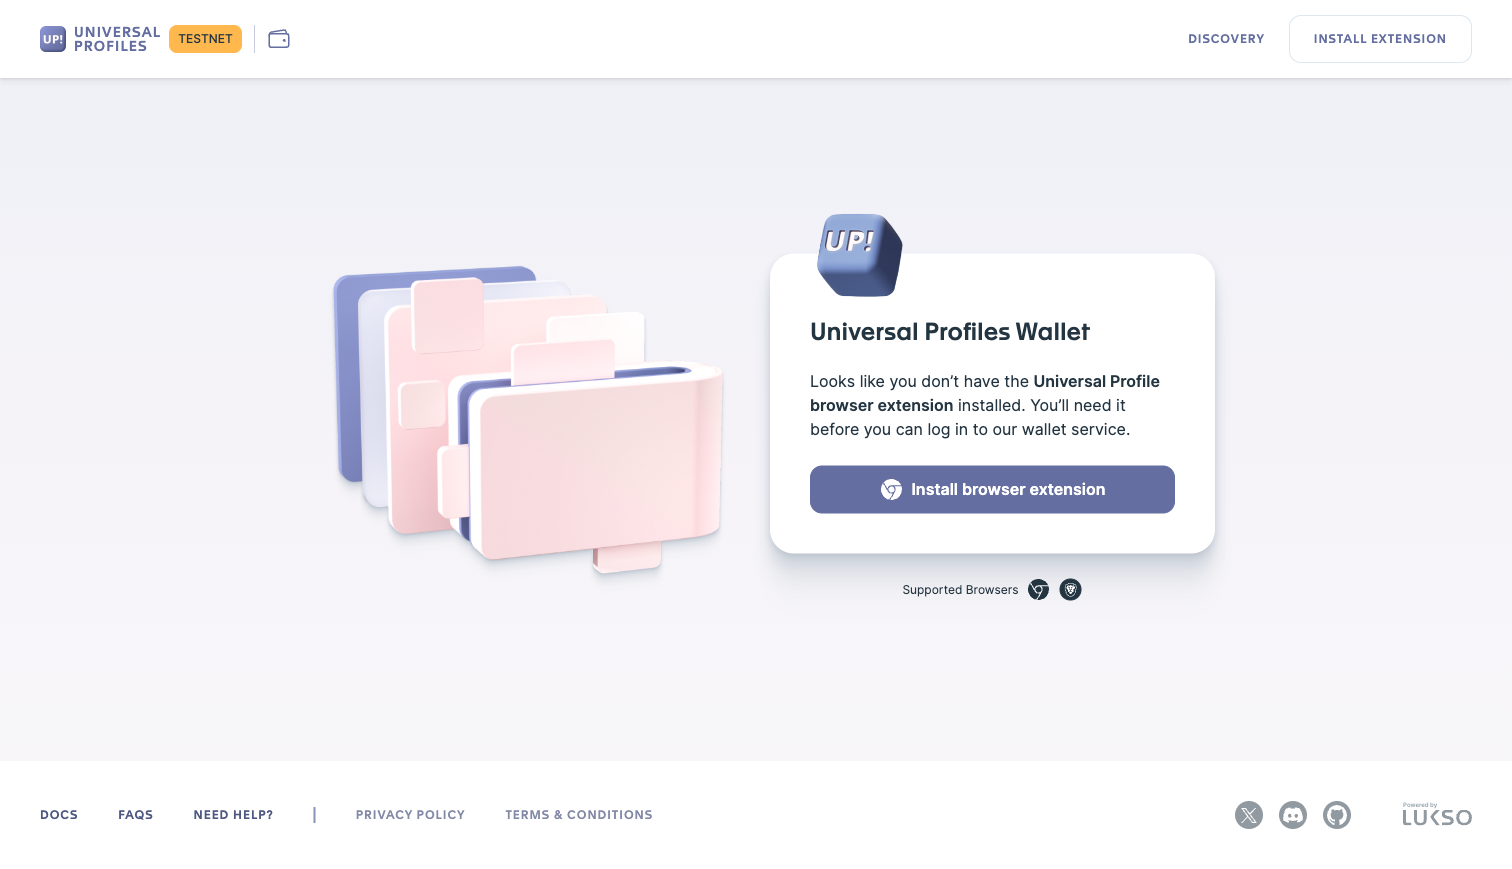 UP!
UNIVERSAL
PROFILES
TESTNET
DISCOVERY
INSTALL EXTENSION
UP!
Universal Profiles Wallet
Looks like you don’t have the Universal Profile
browser extension installed. You’ll need it
before you can log in to our wallet service.
Install browser extension
Supported Browsers
DOCS
FAQS
NEED HELP?
PRIVACY POLICY
TERMS & CONDITIONS
Powered by
LUKSO